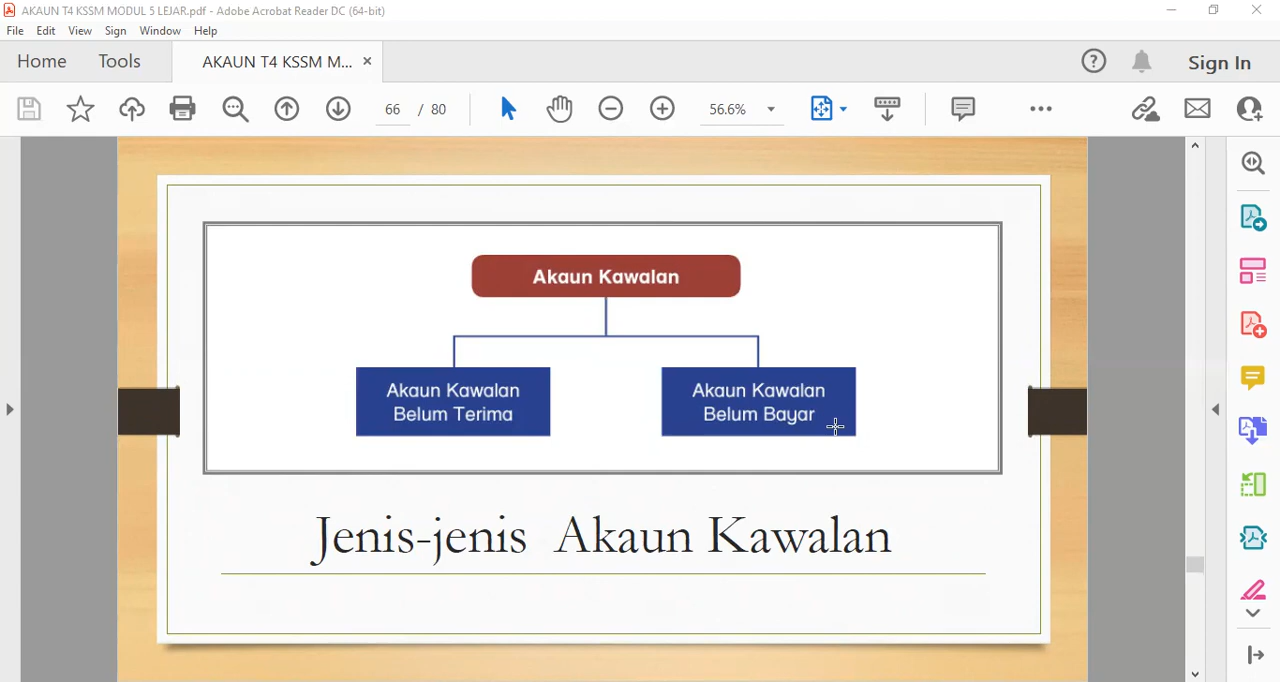 AKAUN T4 KSSM MODUL 5 LEJAR.pdf - Adobe Acrobat Reader DC (64-bit)
File Edit View Sign Window Help
Home Tools AKAUN T4 KSSM M... × Sign In
66 / 80 56.6%
Akaun Kawalan
Akaun Kawalan
Belum Terima
Akaun Kawalan
Belum Bayar
Jenis-jenis Akaun Kawalan